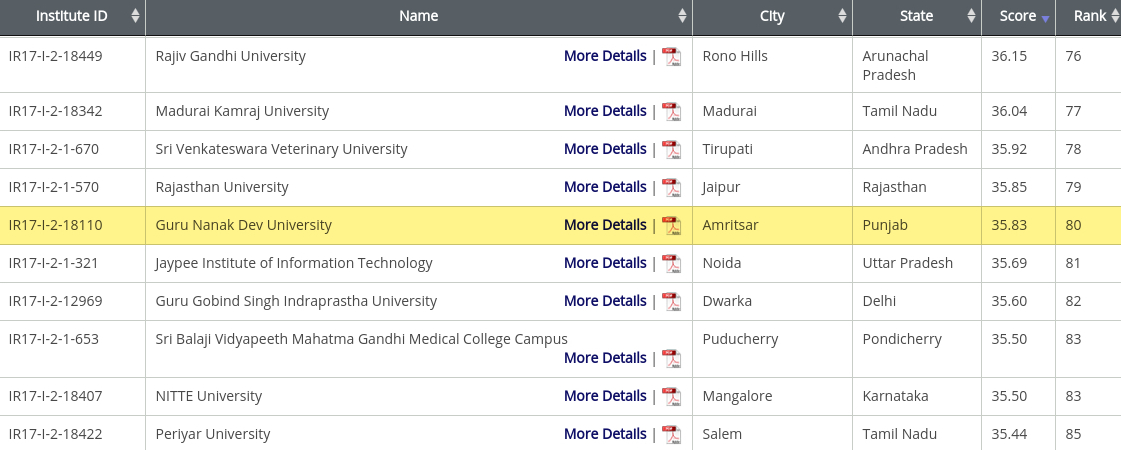 Institute ID Name City State Score Rank
IR17-I-2-18449 Rajiv Gandhi University More Details | Rono Hills Arunachal Pradesh 36.15 76
IR17-I-2-18342 Madurai Kamraj University More Details | Madurai Tamil Nadu 36.04 77
IR17-I-2-1-670 Sri Venkateswara Veterinary University More Details | Tirupati Andhra Pradesh 35.92 78
IR17-I-2-1-570 Rajasthan University More Details | Jaipur Rajasthan 35.85 79
IR17-I-2-18110 Guru Nanak Dev University More Details | Amritsar Punjab 35.83 80
IR17-I-2-1-321 Jaypee Institute of Information Technology More Details | Noida Uttar Pradesh 35.69 81
IR17-I-2-12969 Guru Gobind Singh Indraprastha University More Details | Dwarka Delhi 35.60 82
IR17-I-2-1-653 Sri Balaji Vidyapeeth Mahatma Gandhi Medical College Campus More Details | Puducherry Pondicherry 35.50 83
IR17-I-2-18407 NITTE University More Details | Mangalore Karnataka 35.50 83
IR17-I-2-18422 Periyar University More Details | Salem Tamil Nadu 35.44 85